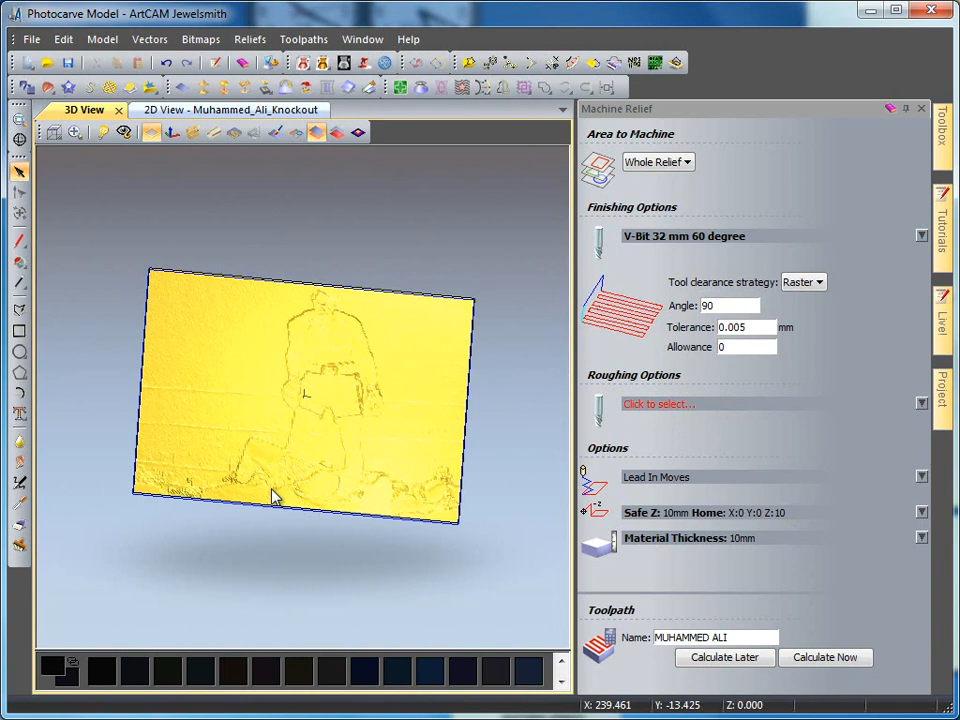 Photocarve Model - ArtCAM Jewelsmith
File Edit Model Vectors Bitmaps Reliefs Toolpaths Window Help
3D View 2D View - Muhammed_Ali_Knockout
Machine Relief
Area to Machine
Whole Relief
Finishing Options
V-Bit 32 mm 60 degree
Tool clearance strategy: Raster
Angle: 90
Tolerance: 0.005 mm
Allowance 0
Roughing Options
Click to select...
Options
Lead In Moves
Safe Z: 10mm Home: X:0 Y:0 Z:10
Material Thickness: 10mm
Toolpath
Name: MUHAMMED ALI
Calculate Later Calculate Now
Toolbox
Tutorials
Live!
Project
X: 239.461 Y: -13.425 Z: 0.000